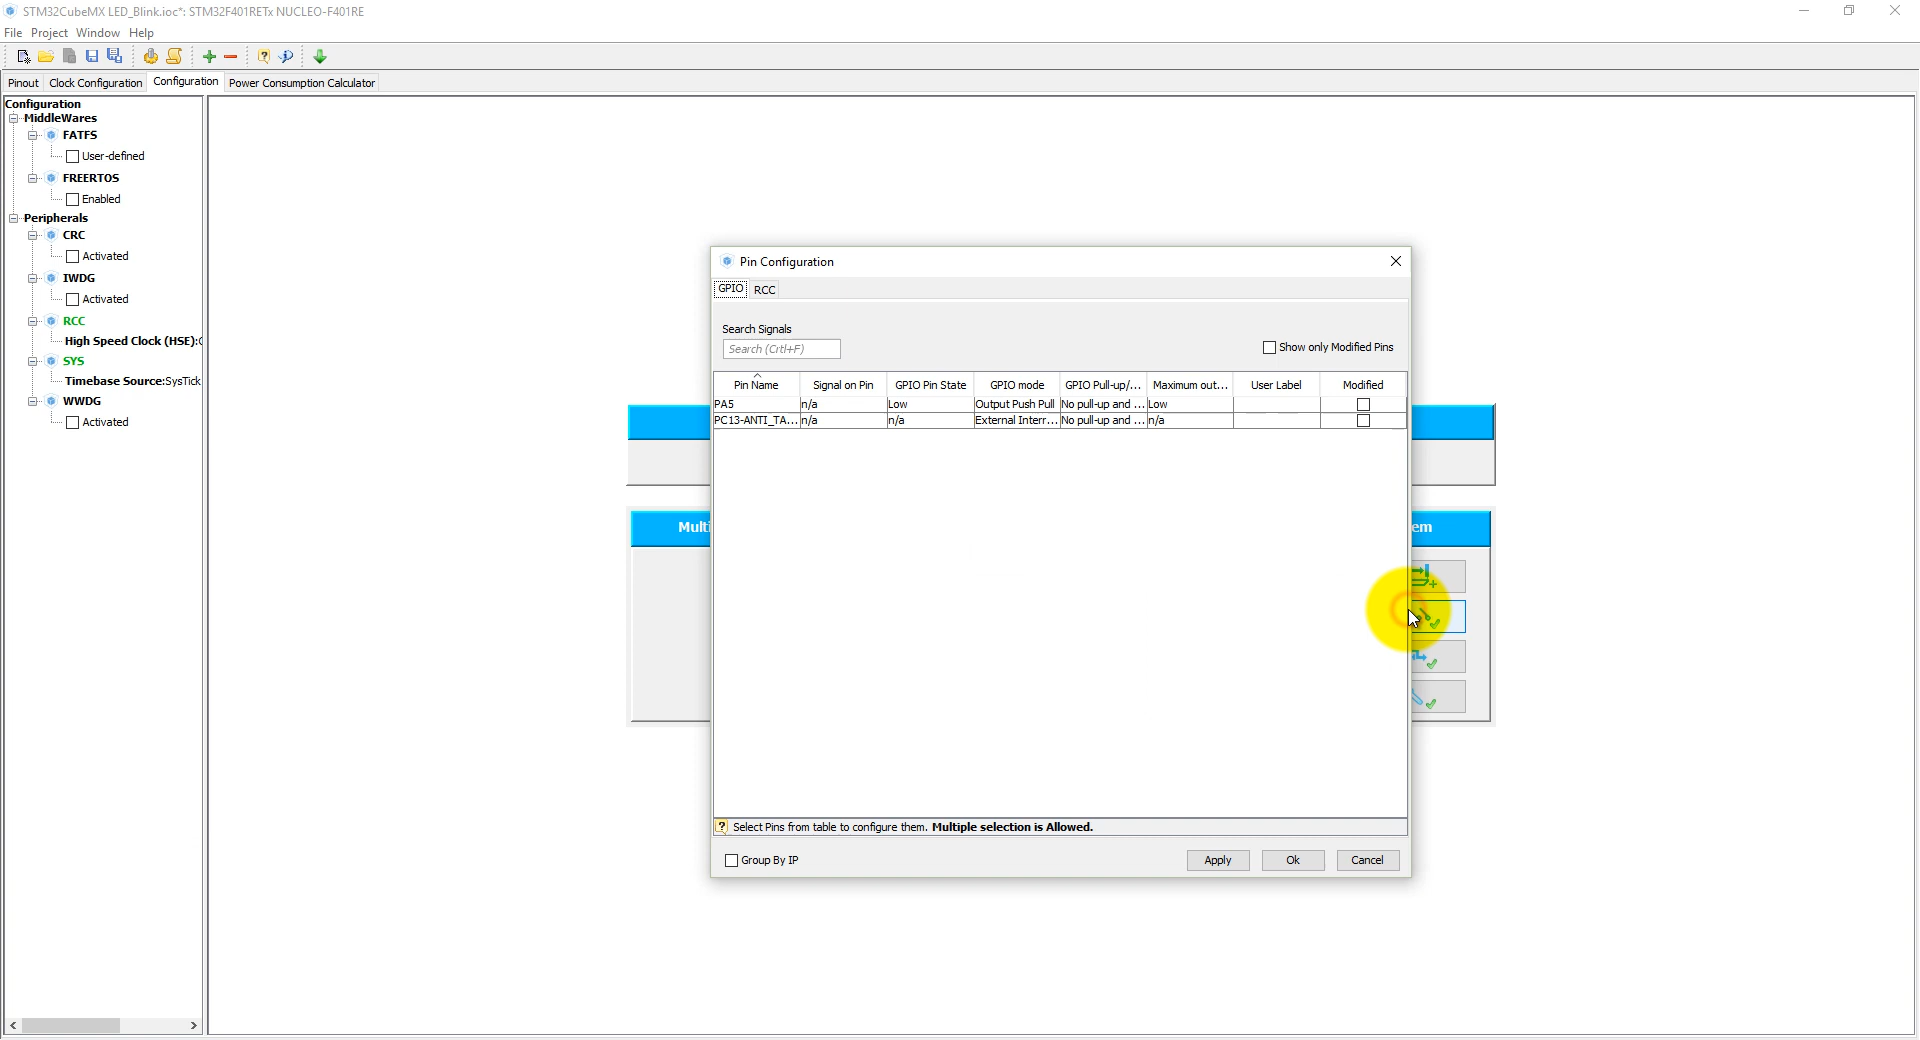 STM32CubeMX LED_Blink.ioc*: STM32F401RETx NUCLEO-F401RE
File Project Window Help
Pinout Clock Configuration Configuration Power Consumption Calculator
Configuration
MiddleWares
FATFS
User-defined
FREERTOS
Enabled
Peripherals
CRC
Activated
IWDG
Activated
RCC
High Speed Clock (HSE):
SYS
Timebase Source:SysTick
WWDG
Activated
Multi
em
Pin Configuration
GPIO RCC
Search Signals
Search (Crtl+F)
Show only Modified Pins
Pin Name Signal on Pin GPIO Pin State GPIO mode GPIO Pull-up/... Maximum out... User Label Modified
PA5 n/a Low Output Push Pull No pull-up and ... Low
PC13-ANTI_TA... n/a n/a External Interr... No pull-up and ... n/a
? Select Pins from table to configure them. Multiple selection is Allowed.
Group By IP
Apply Ok Cancel